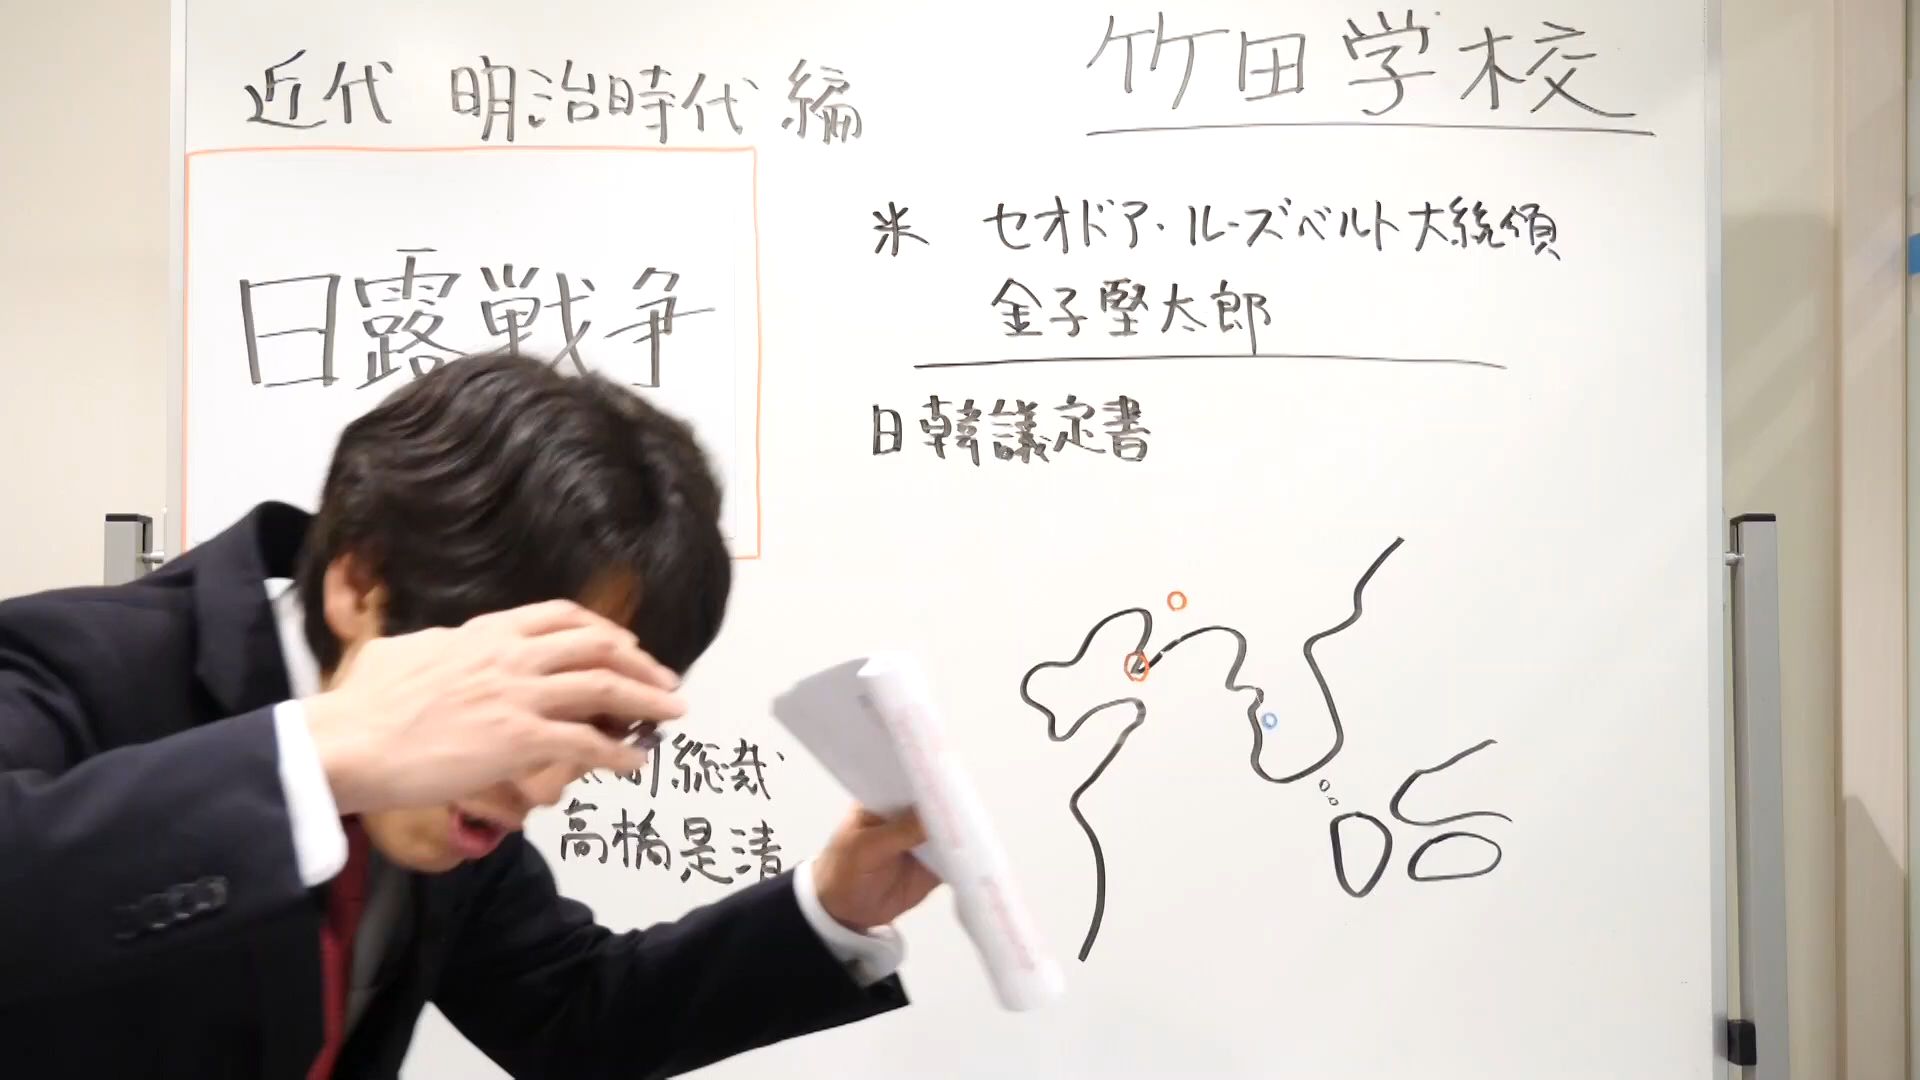 近代 明治時代 編
竹田学校
日露戦争
米 セオドア・ルーズベルト大統領
金子堅太郎
日韓議定書
総裁
高橋是清